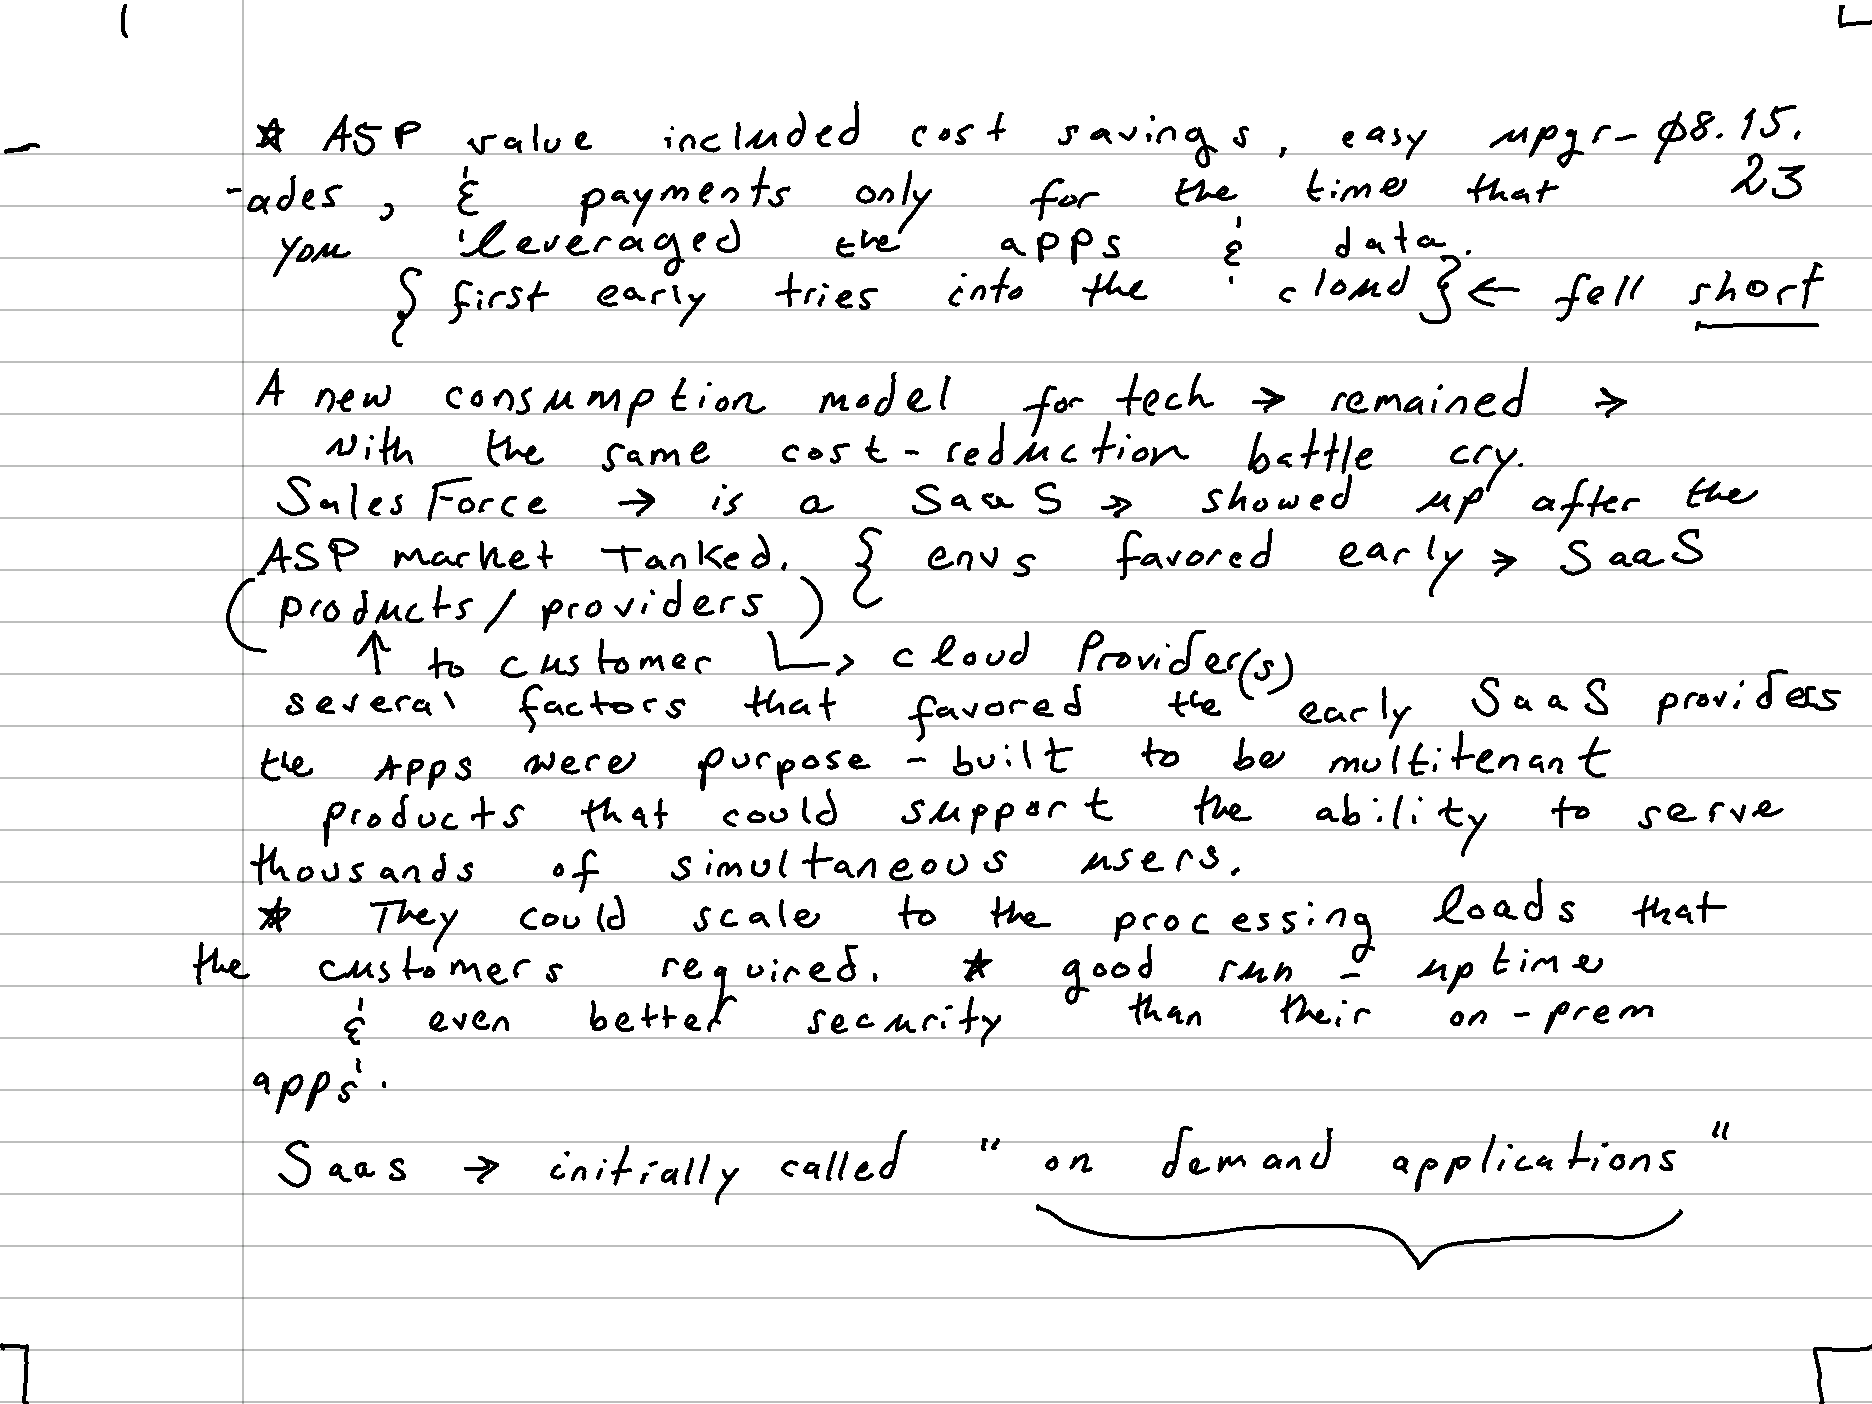 ☆ ASP value included cost savings, easy upgr- ø8.15.
-ades, & payments only for the time that 23
you leveraged the apps & data.
{ first early tries into the cloud } ← fell short
A new consumption model for tech → remained →
with the same cost-reduction battle cry.
SalesForce → is a SaaS » showed up after the
ASP market Tanked. { envs favored early → SaaS
(products/providers)
↑ to customer ↳ cloud Provider(s)
several factors that favored the early SaaS providers
the Apps were purpose-built to be multitenant
products that could support the ability to serve
thousands of simultaneous users.
☆ They could scale to the processing loads that
the customers required. ☆ good run - uptime
& even better security than their on-prem
apps.
Saas → initially called "on demand applications"